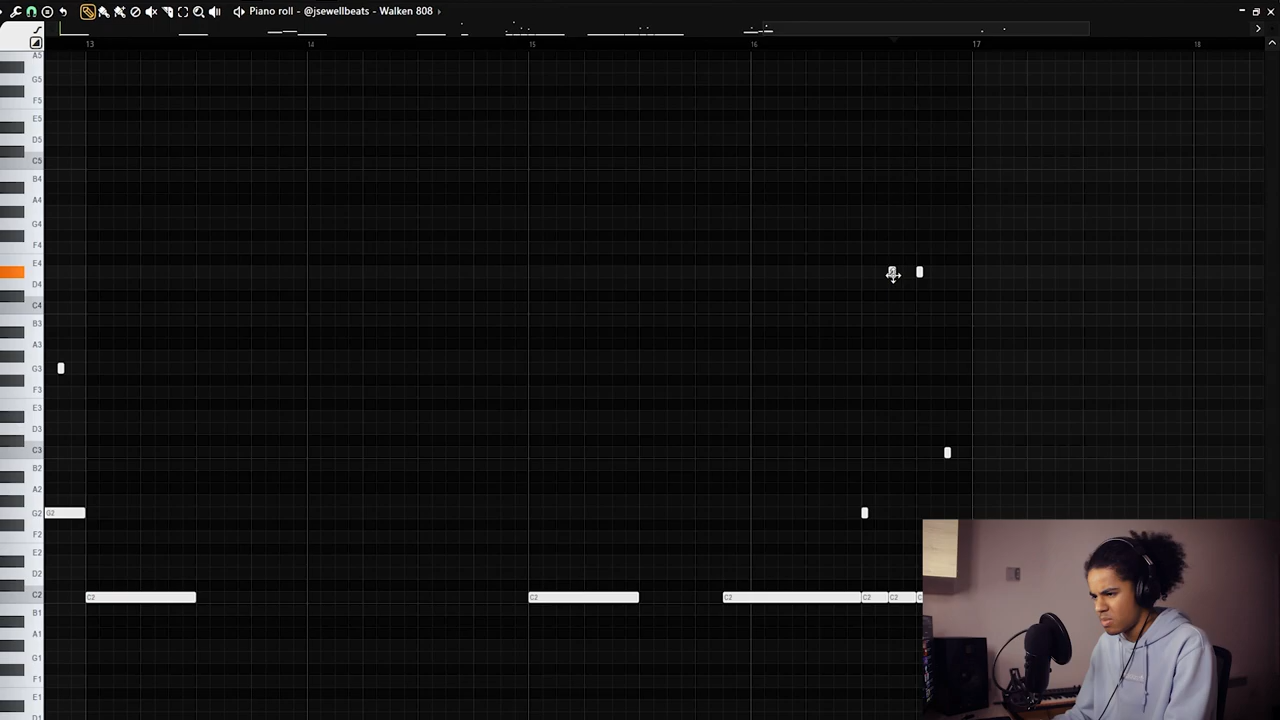 Piano roll - @jsewellbeats - Walken 808
13 14 15 16 17 18
A5
G5
F5
E5
D5
C5
B4
A4
G4
F4
E4
D4
C4
B3
A3
G3
F3
E3
D3
C3
B2
A2
G2 G2
F2
E2
D2
C2 C2 C2 C2 C2 C2
B1
A1
G1
F1
E1
D1